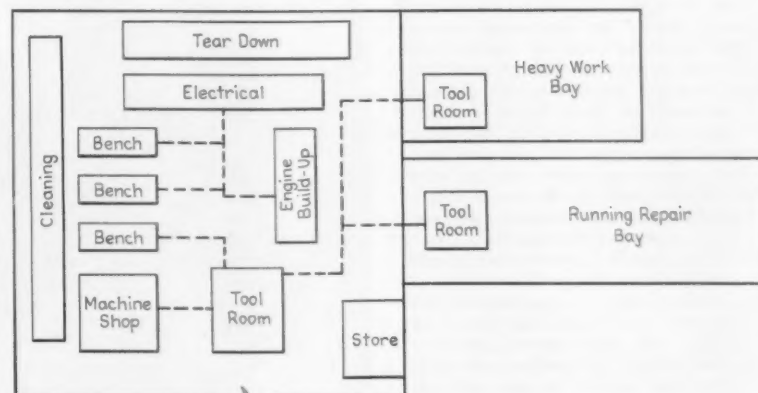 Tear Down
Electrical
Cleaning
Bench
Bench
Bench
Engine
Build-Up
Machine
Shop
Tool
Room
Store
Tool
Room
Heavy Work
Bay
Tool
Room
Running Repair
Bay